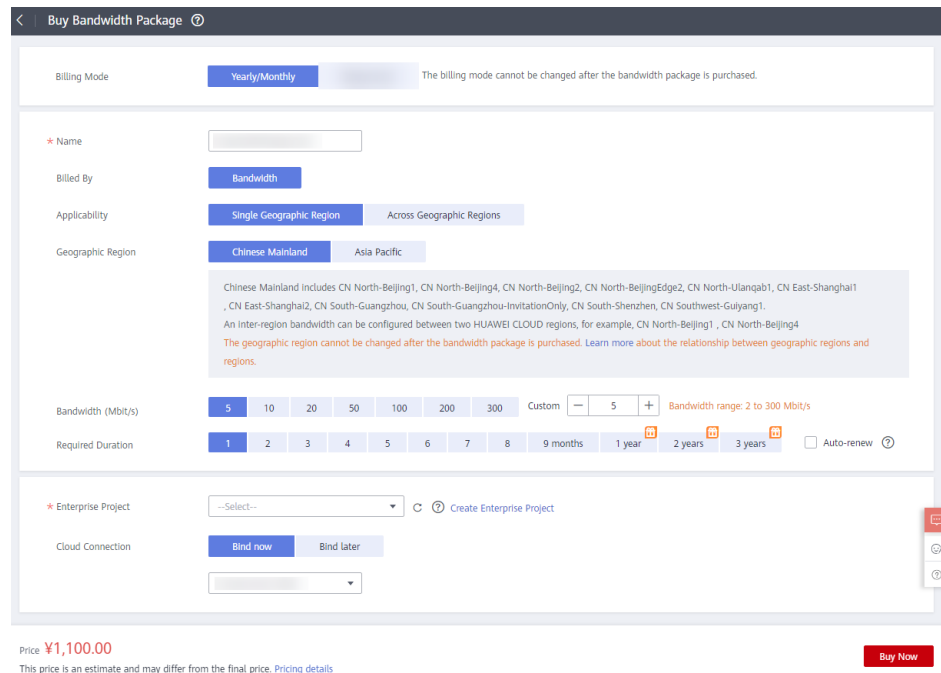 Buy Bandwidth Package
Billing Mode Yearly/Monthly The billing mode cannot be changed after the bandwidth package is purchased.
* Name
Billed By Bandwidth
Applicability Single Geographic Region Across Geographic Regions
Geographic Region Chinese Mainland Asia Pacific
Chinese Mainland includes CN North-Beijing1, CN North-Beijing4, CN North-Beijing2, CN North-BeijingEdge2, CN North-Ulanqab1, CN East-Shanghai1
, CN East-Shanghai2, CN South-Guangzhou, CN South-Guangzhou-InvitationOnly, CN South-Shenzhen, CN Southwest-Guiyang1.
An inter-region bandwidth can be configured between two HUAWEI CLOUD regions, for example, CN North-Beijing1 , CN North-Beijing4
The geographic region cannot be changed after the bandwidth package is purchased. Learn more about the relationship between geographic regions and
regions.
Bandwidth (Mbit/s) 5 10 20 50 100 200 300 Custom − 5 + Bandwidth range: 2 to 300 Mbit/s
Required Duration 1 2 3 4 5 6 7 8 9 months 1 year 2 years 3 years Auto-renew
* Enterprise Project --Select-- Create Enterprise Project
Cloud Connection Bind now Bind later
Price ¥1,100.00
This price is an estimate and may differ from the final price. Pricing details
Buy Now